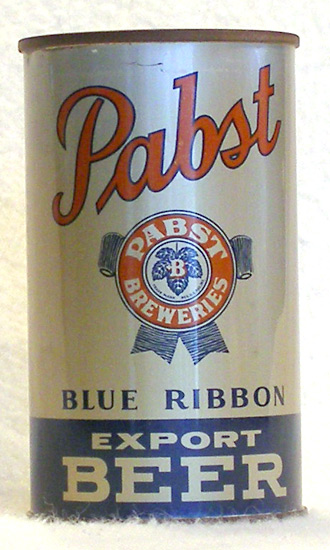 Pabst
PABST
B
BREWERIES
BLUE RIBBON
EXPORT
BEER